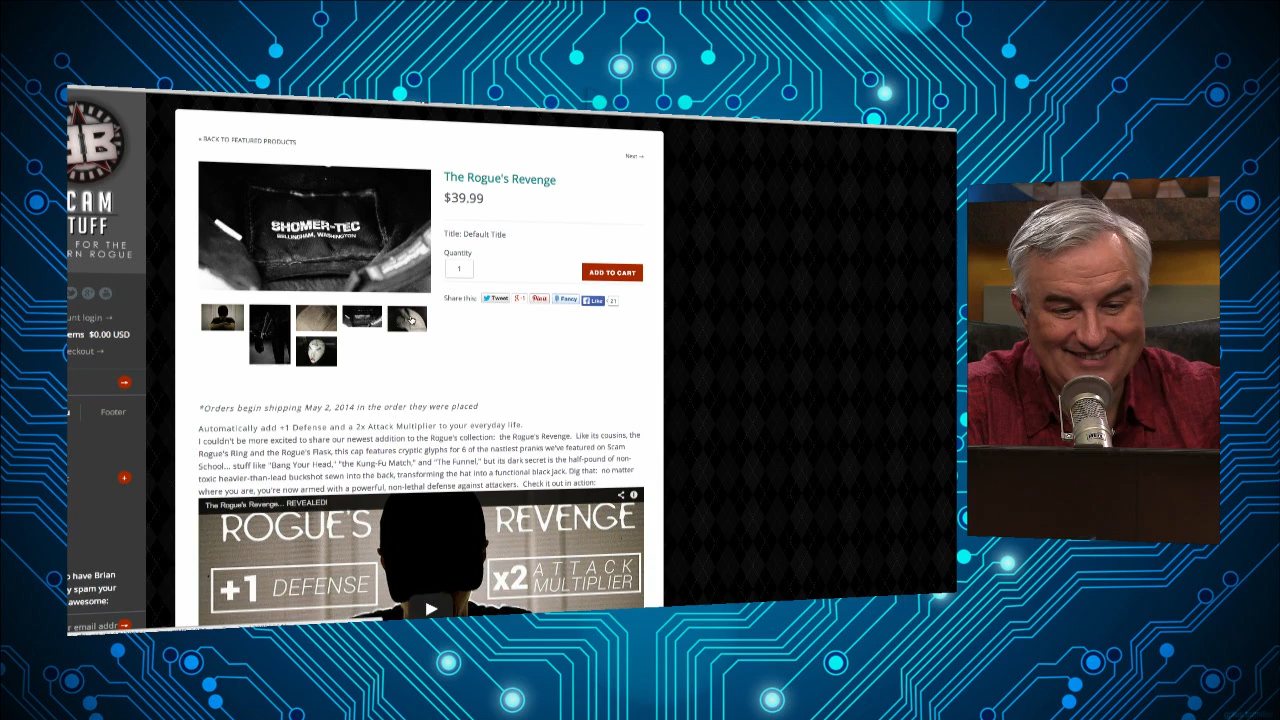 CAM
TUFF
FOR THE
RN ROGUE
unt login →
ems $0.00 USD
eckout →
Footer
o have Brian
y spam your
awesome:
r email addr
« BACK TO FEATURED PRODUCTS
Next →
SHOMER-TEC
BELLINGHAM, WASHINGTON
The Rogue's Revenge
$39.99
Title: Default Title
Quantity
1
ADD TO CART
Share this: Tweet +1 Pin it Fancy Like 21
*Orders begin shipping May 2, 2014 in the order they were placed
Automatically add +1 Defense and a 2x Attack Multiplier to your everyday life.
I couldn't be more excited to share our newest addition to the Rogue's collection: the Rogue's Revenge. Like its cousins, the
Rogue's Ring and the Rogue's Flask, this cap features cryptic glyphs for 6 of the nastiest pranks we've featured on Scam
School... stuff like "Bang Your Head," "the Kung-Fu Match," and "The Funnel," but its dark secret is the half-pound of non-
toxic heavier-than-lead buckshot sewn into the back, transforming the hat into a functional black jack. Dig that: no matter
where you are, you're now armed with a powerful, non-lethal defense against attackers. Check it out in action:
The Rogue's Revenge... REVEALED!
ROGUE'S REVENGE
+1 DEFENSE
x2 ATTACK
MULTIPLIER